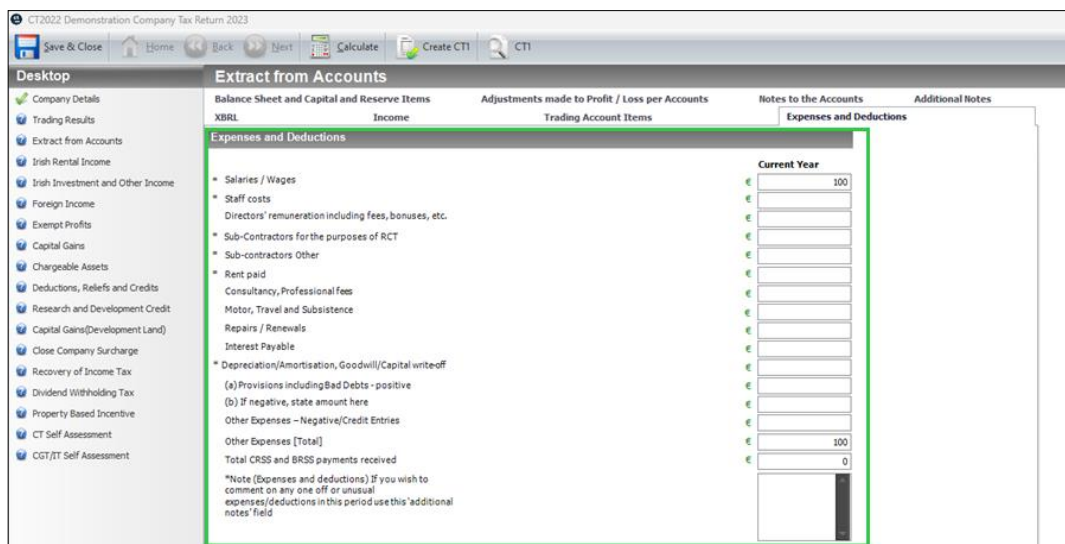 CT2022 Demonstration Company Tax Return 2023
Save & Close Home Back Next Calculate Create CT1 CT1
Desktop
Company Details
Trading Results
Extract from Accounts
Irish Rental Income
Irish Investment and Other Income
Foreign Income
Exempt Profits
Capital Gains
Chargeable Assets
Deductions, Reliefs and Credits
Research and Development Credit
Capital Gains(Development Land)
Close Company Surcharge
Recovery of Income Tax
Dividend Withholding Tax
Property Based Incentive
CT Self Assessment
CGT/IT Self Assessment
Extract from Accounts
Balance Sheet and Capital and Reserve Items Adjustments made to Profit / Loss per Accounts Notes to the Accounts Additional Notes
XBRL Income Trading Account Items Expenses and Deductions
Expenses and Deductions
Current Year
* Salaries / Wages € 100
* Staff costs €
Directors' remuneration including fees, bonuses, etc. €
* Sub-Contractors for the purposes of RCT €
* Sub-contractors Other €
* Rent paid €
Consultancy, Professional fees €
Motor, Travel and Subsistence €
Repairs / Renewals €
Interest Payable €
* Depreciation/Amortisation, Goodwill/Capital write-off €
(a) Provisions including Bad Debts - positive €
(b) If negative, state amount here €
Other Expenses – Negative/Credit Entries €
Other Expenses [Total] € 100
Total CRSS and BRSS payments received € 0
*Note (Expenses and deductions) If you wish to
comment on any one off or unusual
expenses/deductions in this period use this 'additional
notes' field